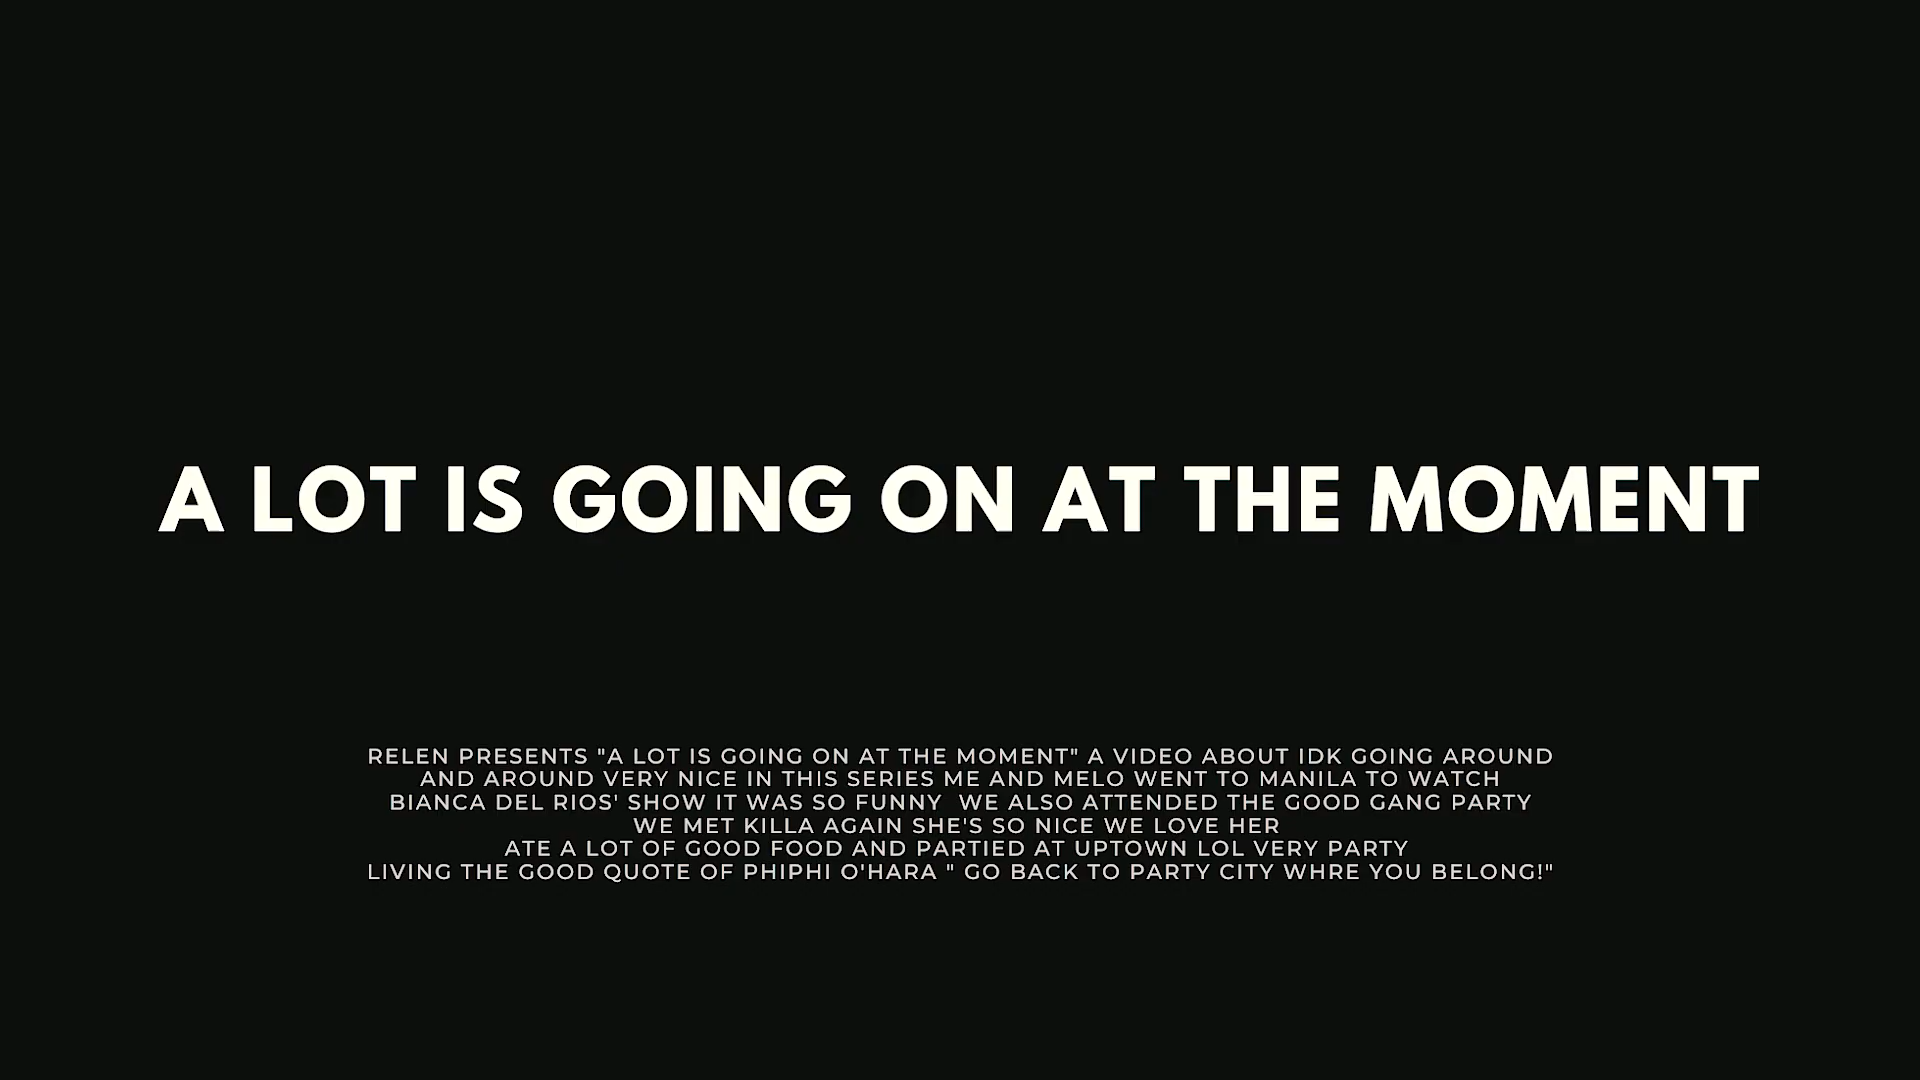 A LOT IS GOING ON AT THE MOMENT
RELEN PRESENTS "A LOT IS GOING ON AT THE MOMENT" A VIDEO ABOUT IDK GOING AROUND
AND AROUND VERY NICE IN THIS SERIES ME AND MELO WENT TO MANILA TO WATCH
BIANCA DEL RIOS' SHOW IT WAS SO FUNNY  WE ALSO ATTENDED THE GOOD GANG PARTY
WE MET KILLA AGAIN SHE'S SO NICE WE LOVE HER
ATE A LOT OF GOOD FOOD AND PARTIED AT UPTOWN LOL VERY PARTY
LIVING THE GOOD QUOTE OF PHIPHI O'HARA " GO BACK TO PARTY CITY WHRE YOU BELONG!"